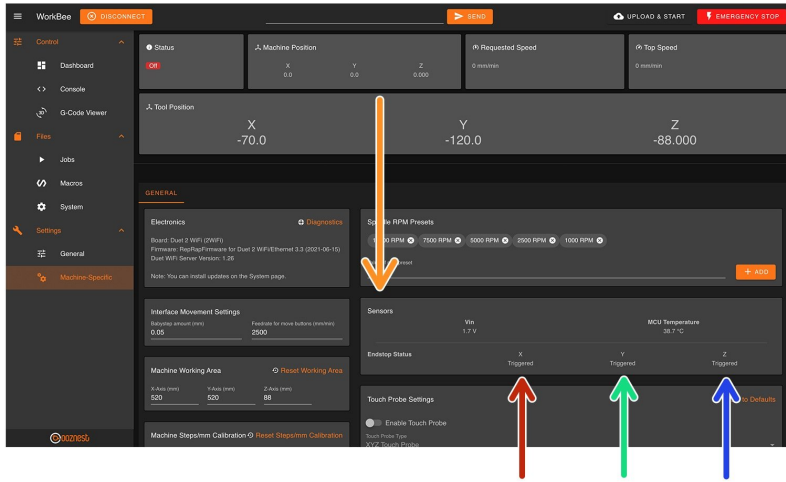 WorkBee
DISCONNECT
SEND
UPLOAD & START
EMERGENCY STOP
Control
Dashboard
Console
G-Code Viewer
Files
Jobs
Macros
System
Settings
General
Machine-Specific
ooznest
Status
Off
Machine Position
X Y Z
0.0 0.0 0.000
Requested Speed
0 mm/min
Top Speed
0 mm/min
Tool Position
X Y Z
-70.0 -120.0 -88.000
GENERAL
Electronics
Diagnostics
Board: Duet 2 WiFi (2WiFi)
Firmware: RepRapFirmware for Duet 2 WiFi/Ethernet 3.3 (2021-06-15)
Duet WiFi Server Version: 1.26
Note: You can install updates on the System page.
Interface Movement Settings
Babystep amount (mm) Feedrate for move buttons (mm/min)
0.05 2500
Machine Working Area
Reset Working Area
X-Axis (mm) Y-Axis (mm) Z-Axis (mm)
520 520 88
Machine Steps/mm Calibration
Reset Steps/mm Calibration
RPM Presets
RPM 7500 RPM 5000 RPM 2500 RPM 1000 RPM
+ ADD
Sensors
Vin MCU Temperature
1.7 V 38.7 °C
Endstop Status
X Y Z
Triggered Triggered Triggered
Touch Probe Settings
to Defaults
Enable Touch Probe
Touch Probe Type
XYZ Touch Probe